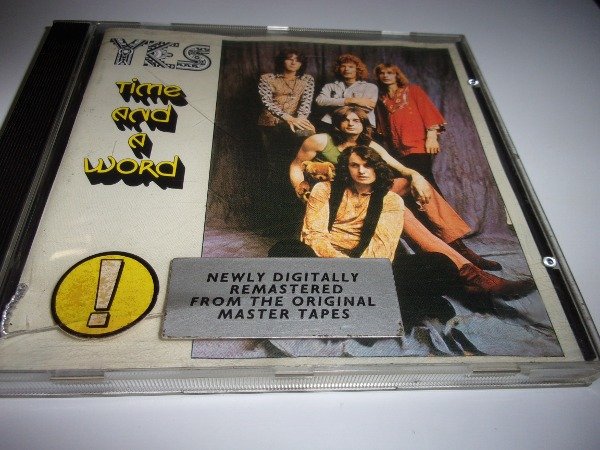 YES
Time
AND
A
WORD
!
NEWLY DIGITALLY
REMASTERED
FROM THE ORIGINAL
MASTER TAPES